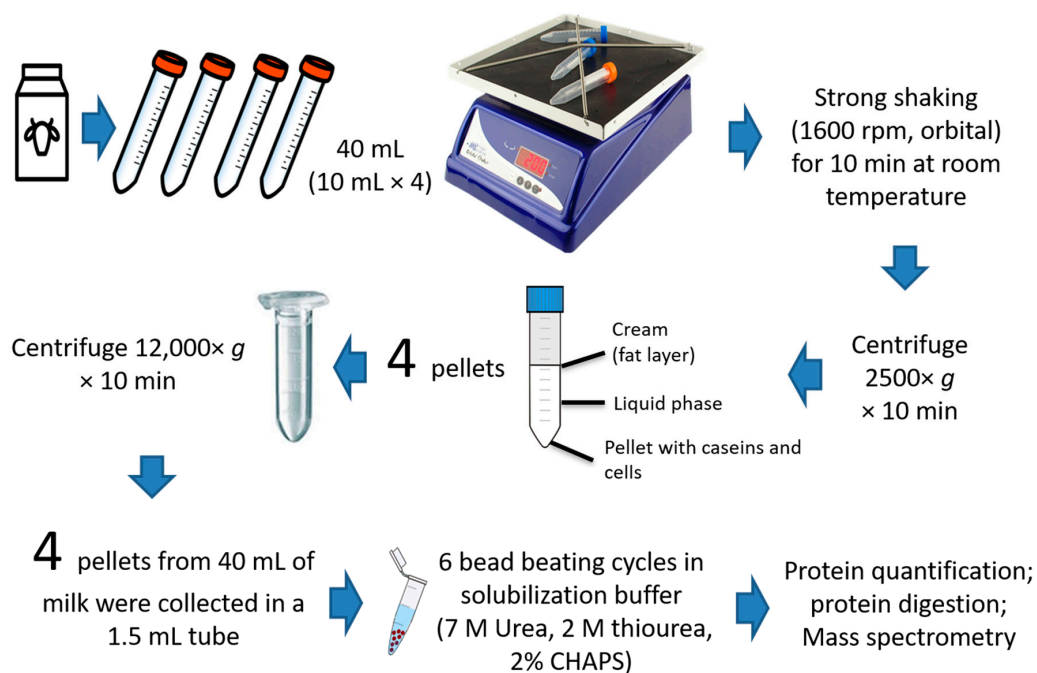 40 mL
(10 mL × 4)
200
Strong shaking
(1600 rpm, orbital)
for 10 min at room
temperature
Centrifuge 12,000× g
× 10 min
4 pellets
Cream
(fat layer)
Liquid phase
Pellet with caseins and
cells
Centrifuge
2500× g
× 10 min
4 pellets from 40 mL of
milk were collected in a
1.5 mL tube
6 bead beating cycles in
solubilization buffer
(7 M Urea, 2 M thiourea,
2% CHAPS)
Protein quantification;
protein digestion;
Mass spectrometry